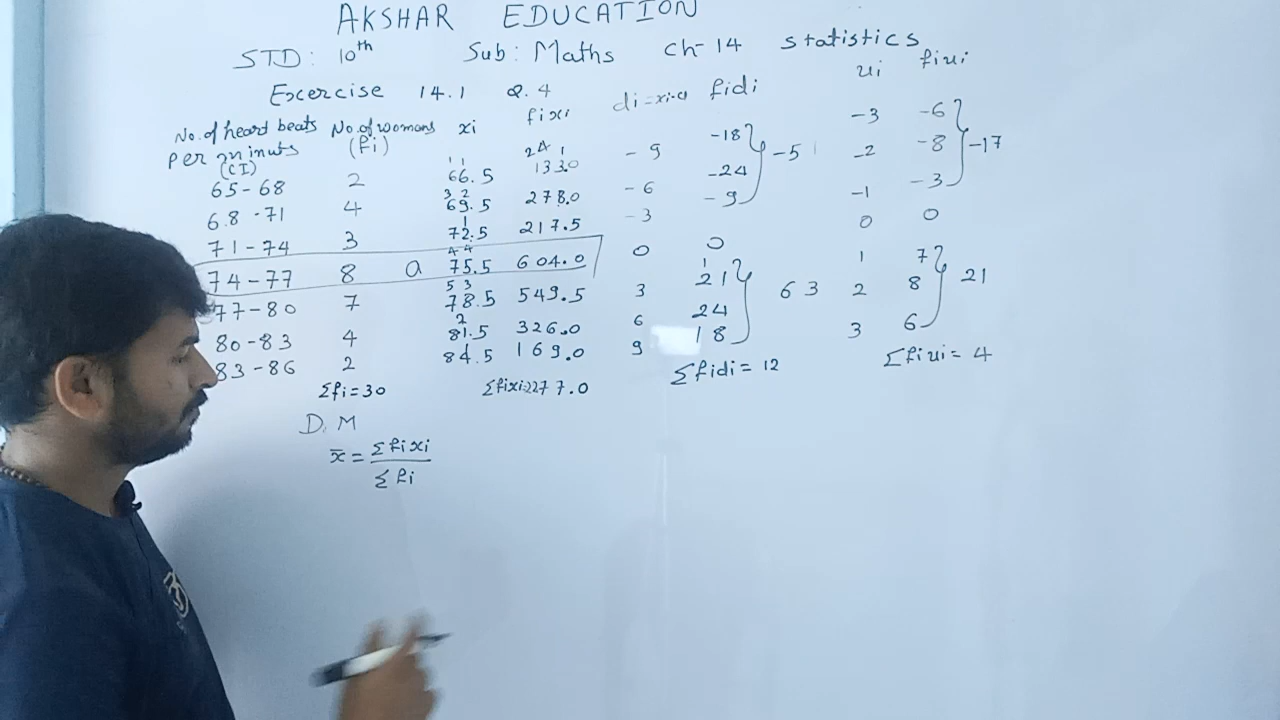 AKSHAR EDUCATION
STD: 10th Sub: Maths Ch-14 statistics
Exercise 14.1 Q.4
No. of heart beats per minuts (CI) No. of womans (fi) xi fixi di=xi-a fidi ui fiui
65-68 2 66.5 133.0 -9 -18 -3 -6
68-71 4 69.5 278.0 -6 -24 -2 -8
71-74 3 72.5 217.5 -3 -9 -1 -3
-51 -17
74-77 8 a 75.5 604.0 0 0 0 0
77-80 7 78.5 549.5 3 21 1 7
80-83 4 81.5 326.0 6 24 2 8
83-86 2 84.5 169.0 9 18 3 6
63 21
Σfi=30 Σfixi=2277.0 Σfidi=12 Σfiui=4
D.M
x̄ = Σfixi
Σfi